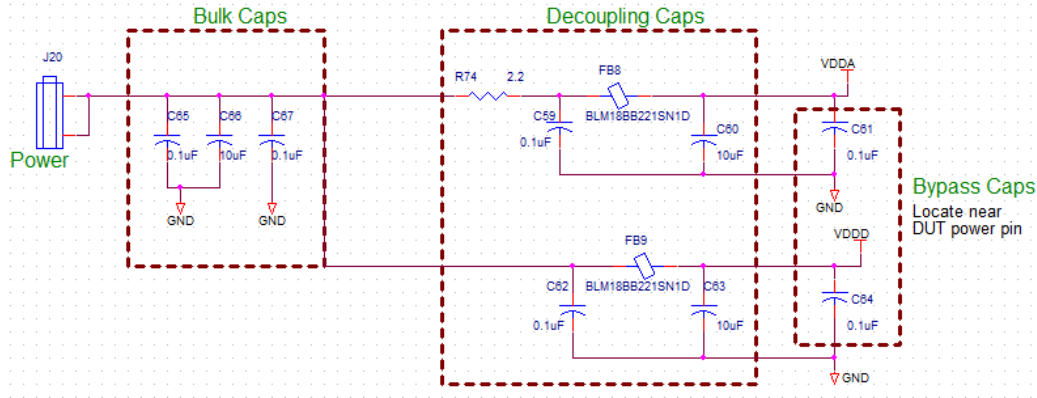 Bulk Caps
Decoupling Caps
J20
R74 2.2
FB8
VDDA
C65 C66 C67
C59
BLM18BB221SN1D
C60
C61
0.1uF 10uF 0.1uF
0.1uF
10uF
0.1uF
Power
Bypass Caps
Locate near
DUT power pin
GND GND
GND
VDDD
FB9
C62
BLM18BB221SN1D
C63
C64
0.1uF
10uF
0.1uF
GND